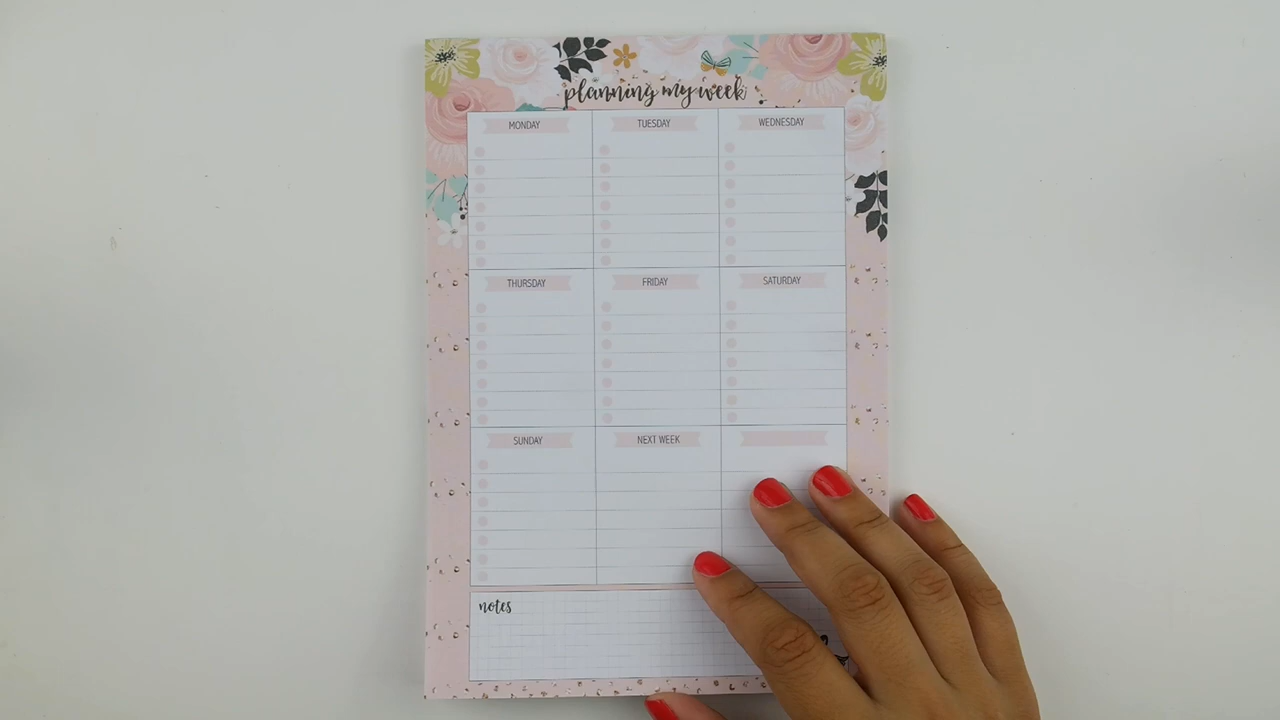 planning my week
MONDAY TUESDAY WEDNESDAY
THURSDAY FRIDAY SATURDAY
SUNDAY NEXT WEEK
notes